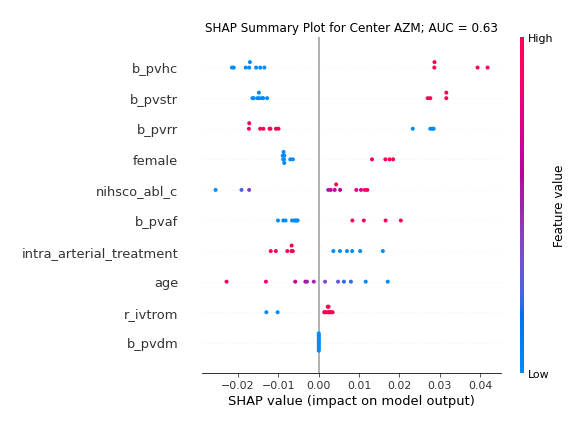 SHAP Summary Plot for Center AZM; AUC = 0.63
High
b_pvhc
b_pvstr
b_pvrr
female
nihsco_abl_c
b_pvaf
intra_arterial_treatment
age
r_ivtrom
b_pvdm
Feature value
Low
−0.02 −0.01 0.00 0.01 0.02 0.03 0.04
SHAP value (impact on model output)